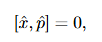 [x̂, p̂] = 0,